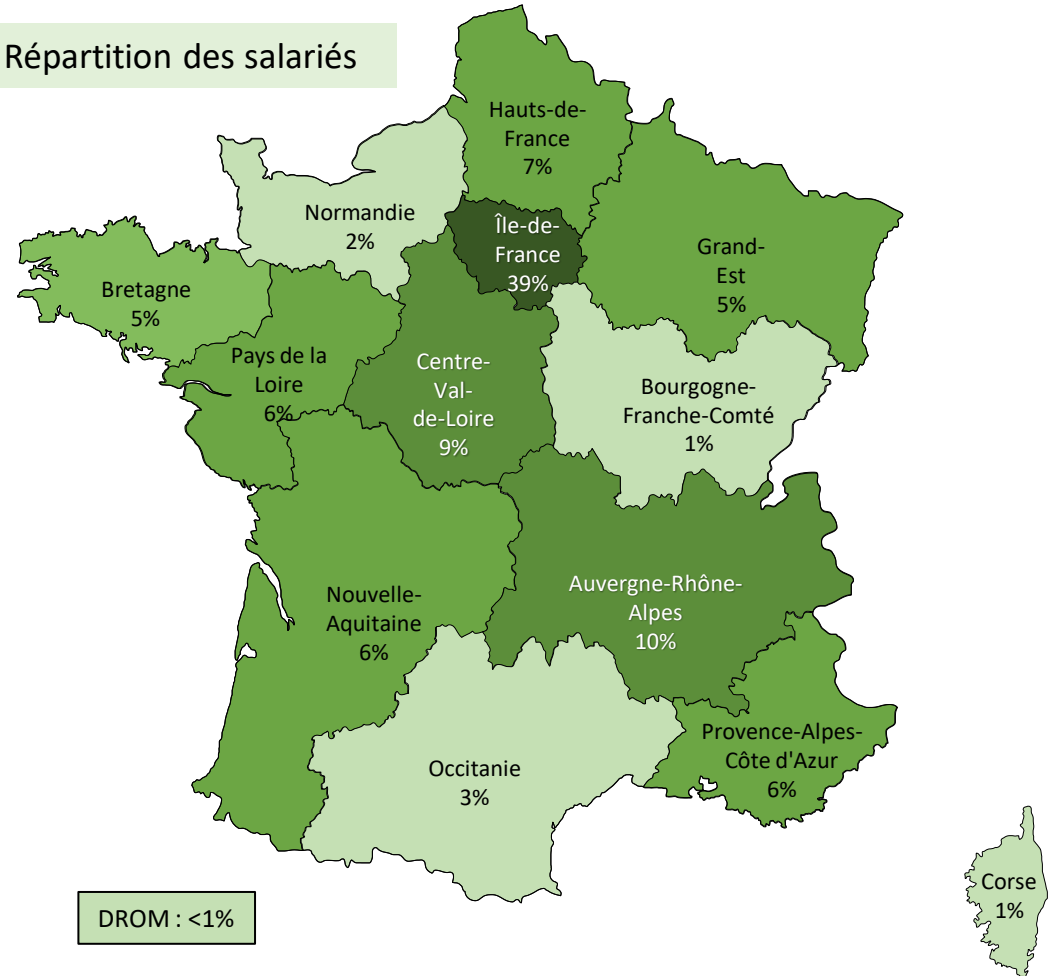 Répartition des salariés
Hauts-de-
France
7%
Normandie
2%
Île-de-
France
39%
Grand-
Est
5%
Bretagne
5%
Pays de la
Loire
6%
Centre-
Val-
de-Loire
9%
Bourgogne-
Franche-Comté
1%
Nouvelle-
Aquitaine
6%
Auvergne-Rhône-
Alpes
10%
Provence-Alpes-
Côte d'Azur
6%
Occitanie
3%
Corse
1%
DROM : <1%